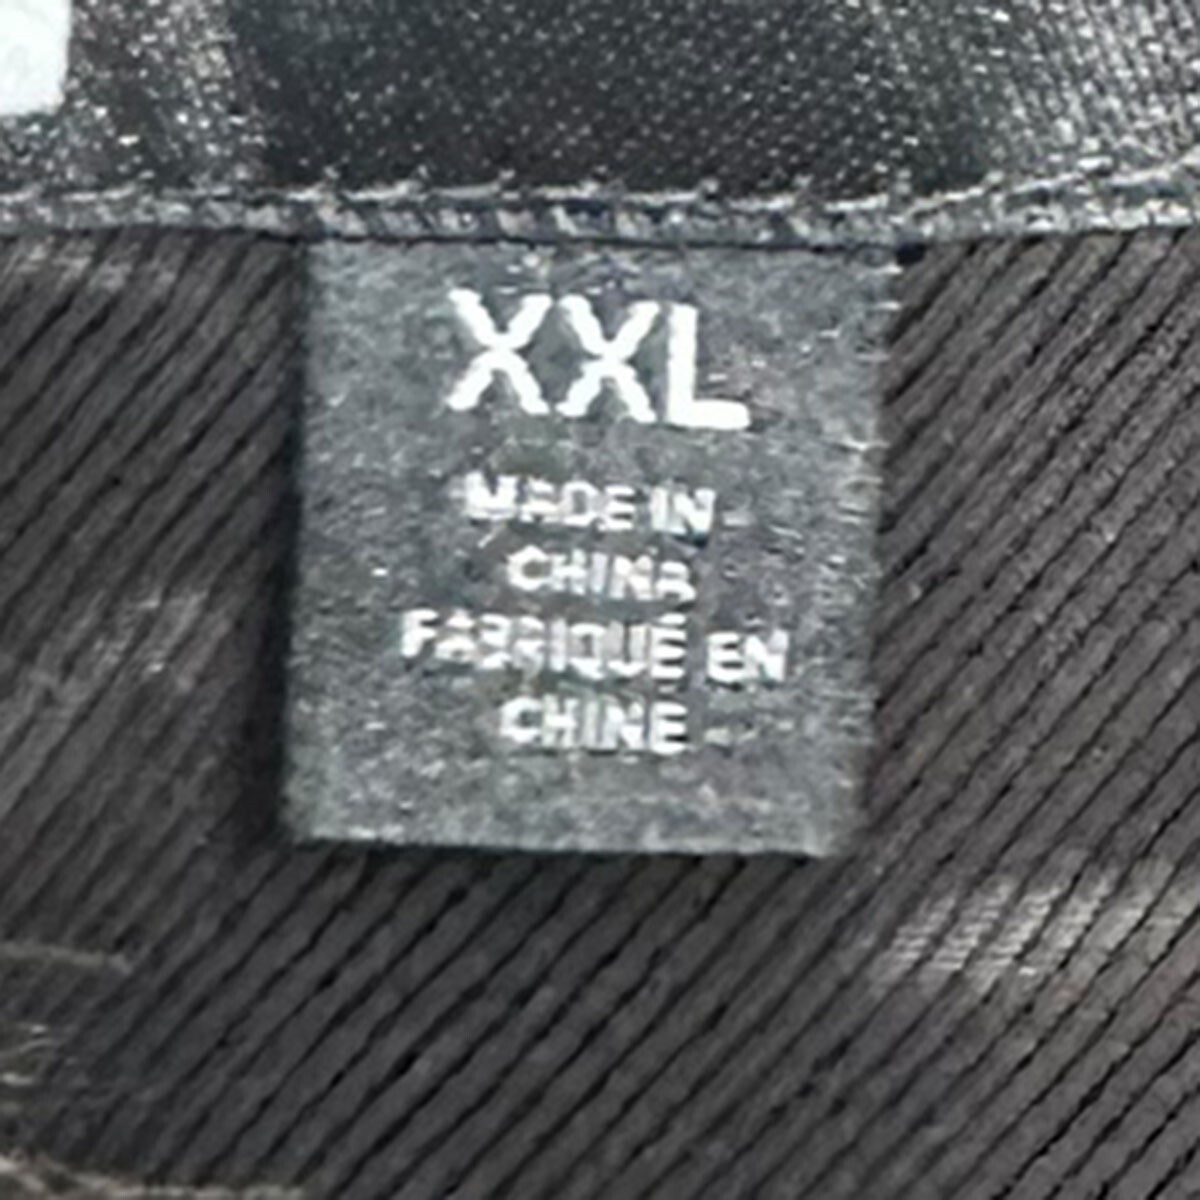 XXL
MADE IN
CHINA
FABRIQUÉ EN
CHINE